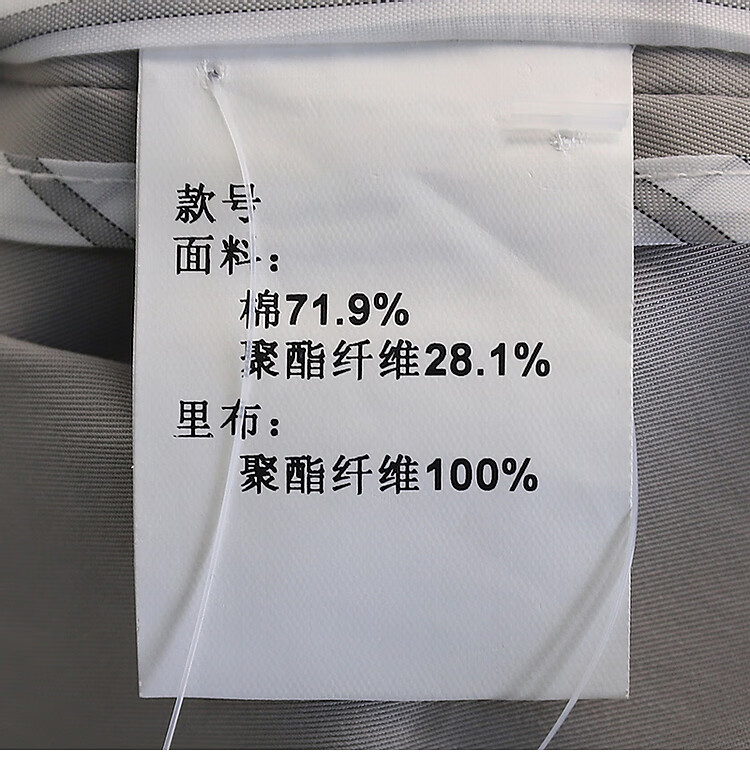 款号
面料：
棉71.9%
聚酯纤维28.1%
里布：
聚酯纤维100%